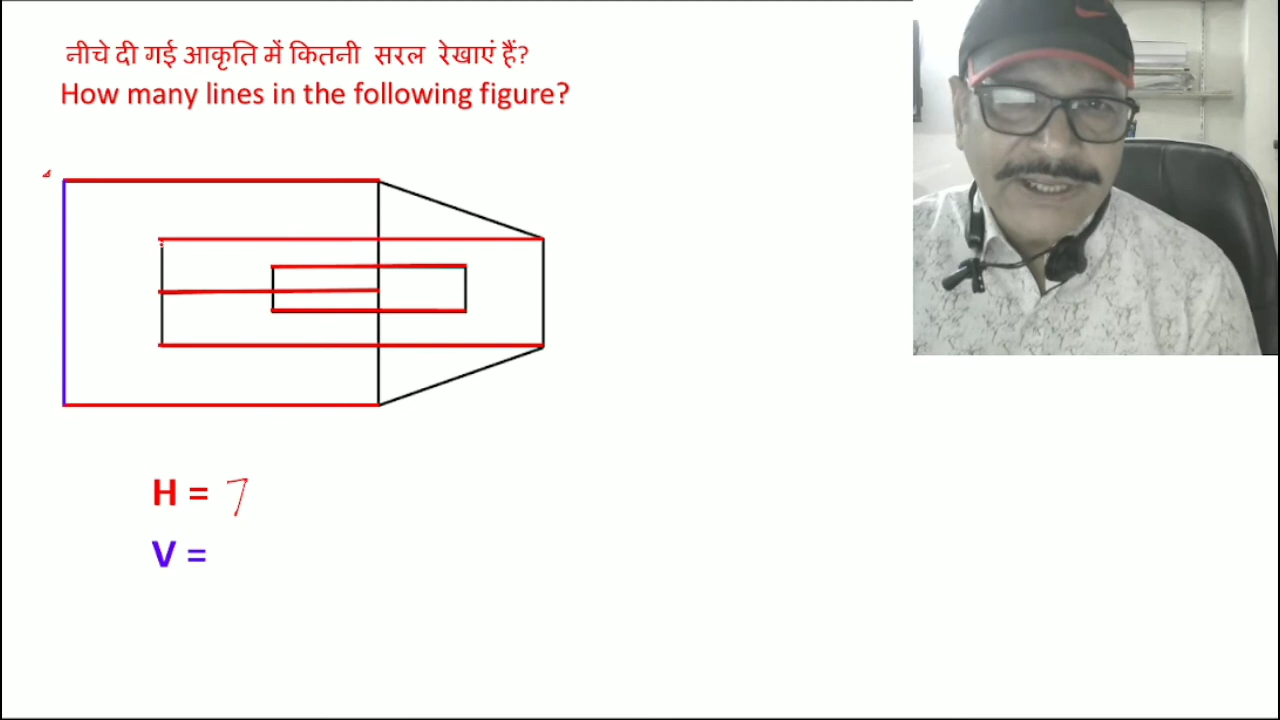 नीचे दी गई आकृति में कितनी सरल रेखाएं हैं?
How many lines in the following figure?
H = 7
V =